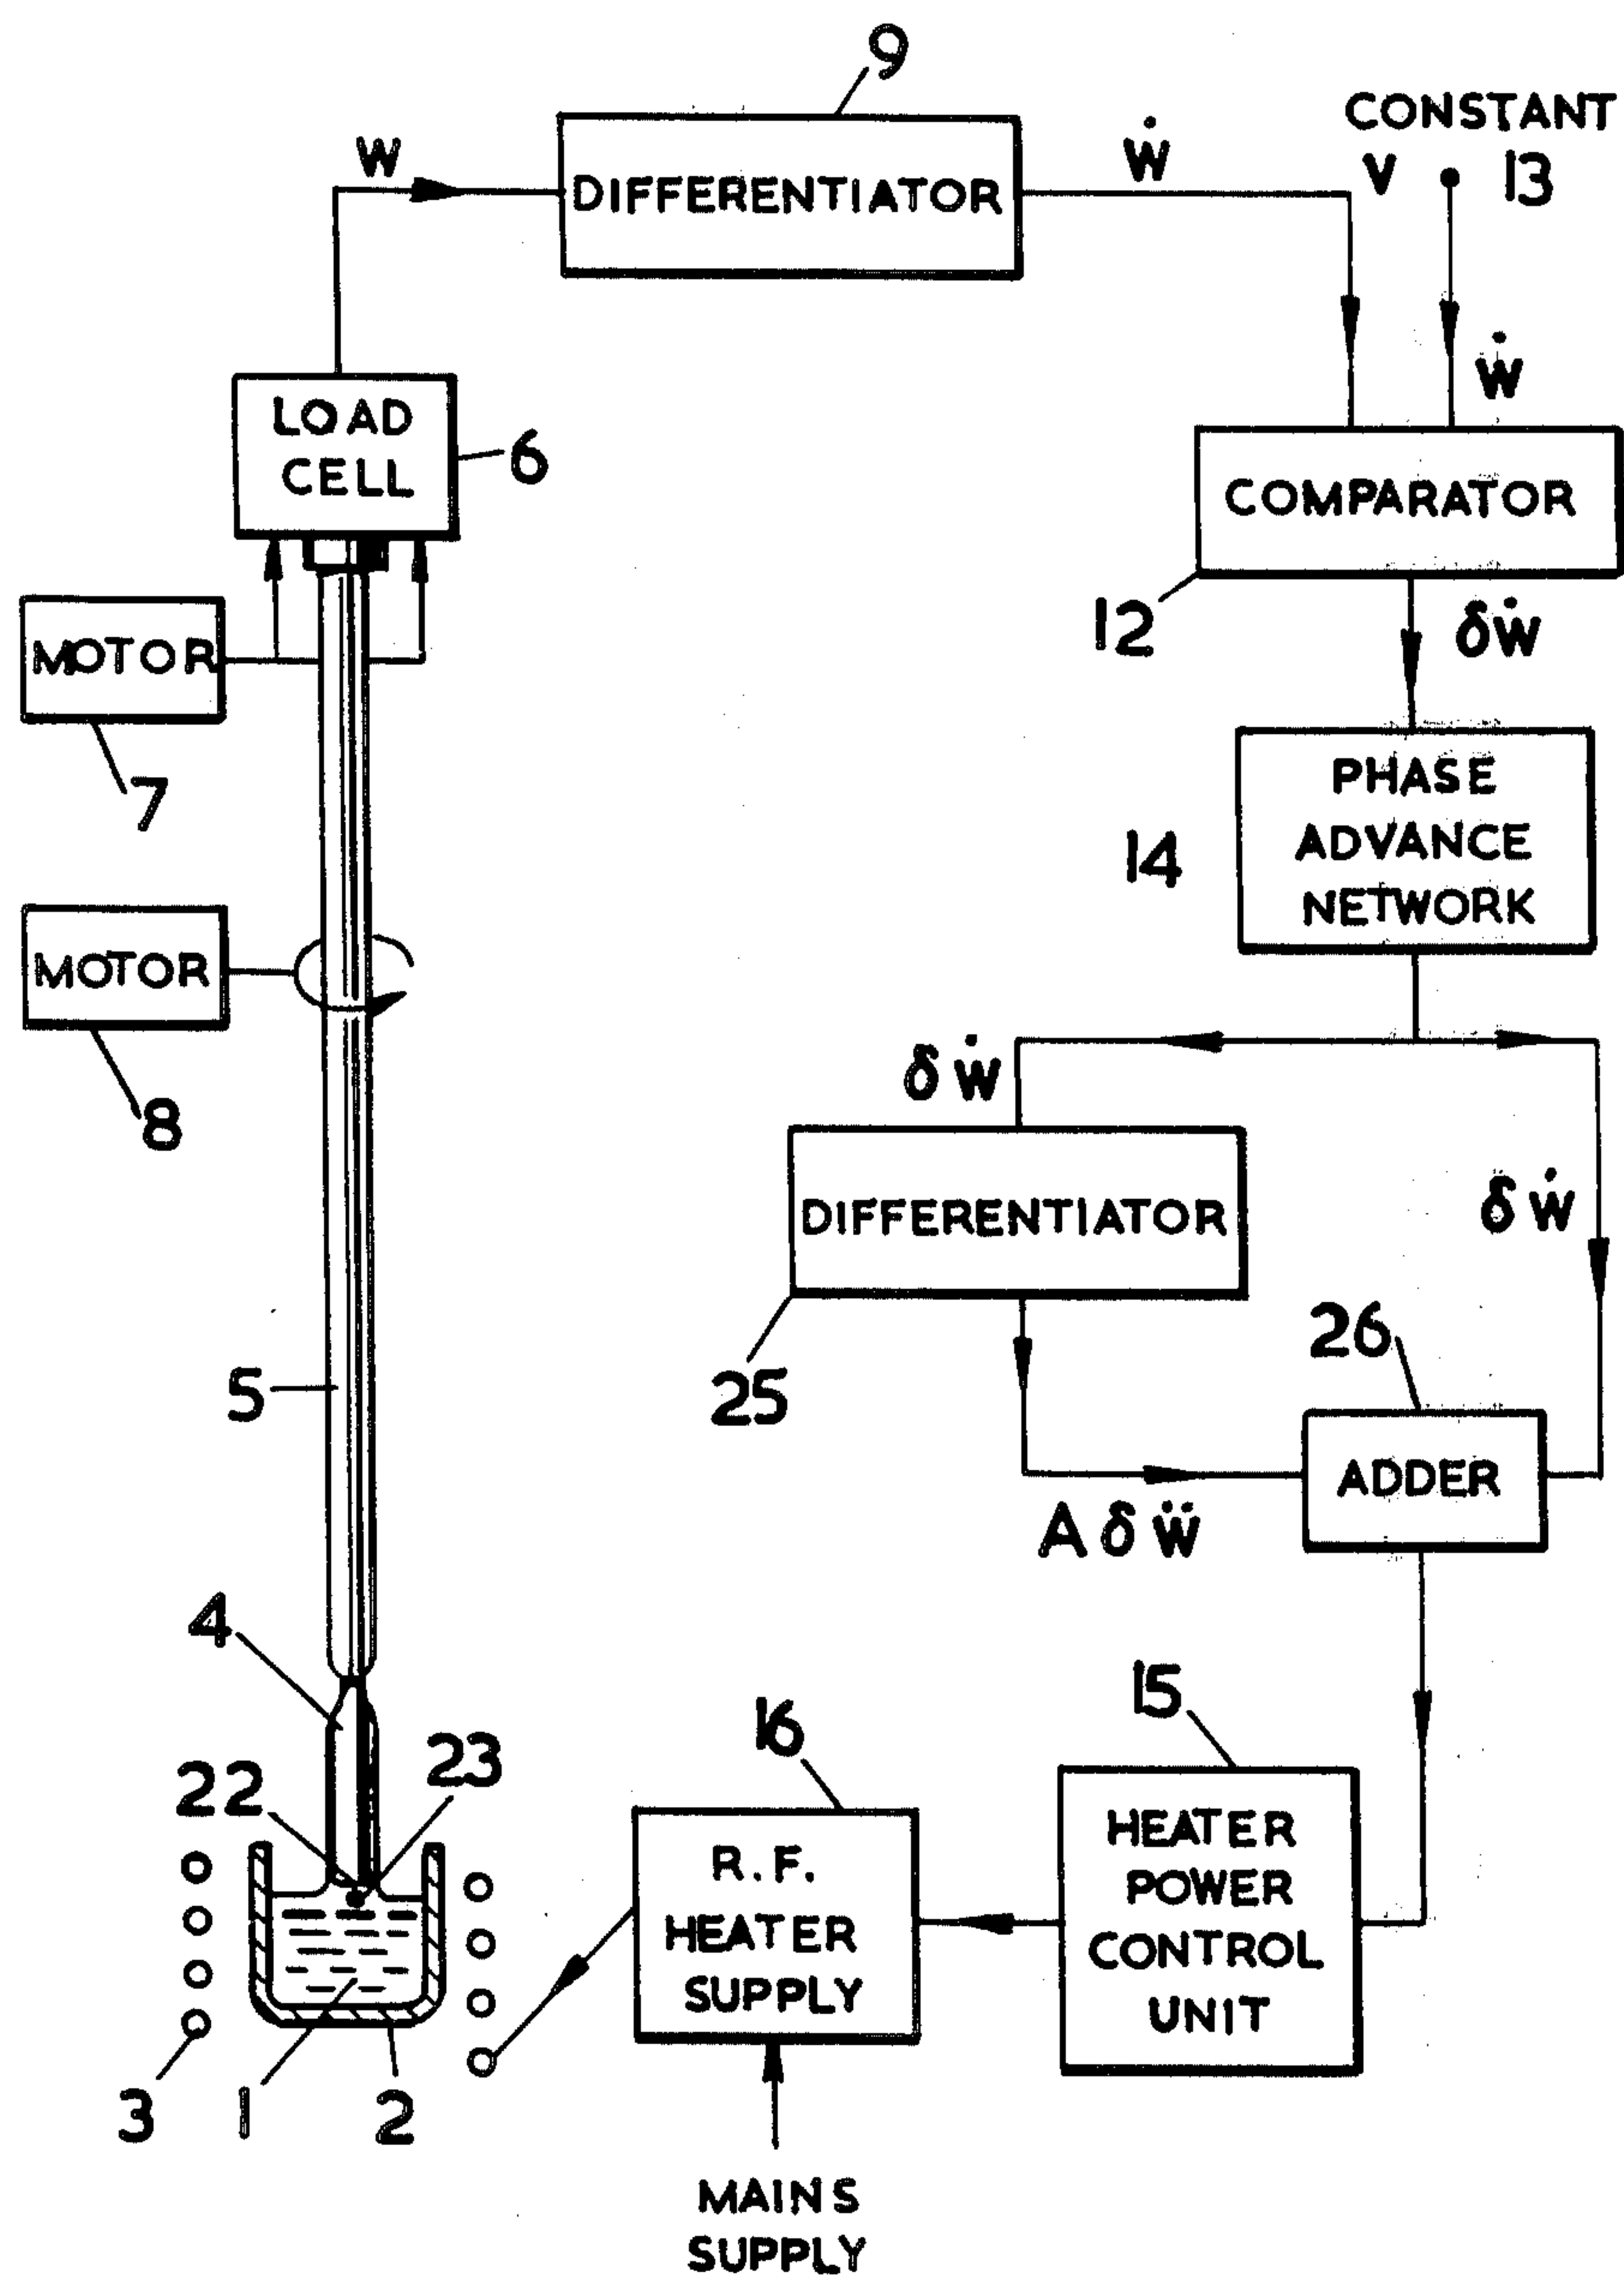 9
CONSTANT
W
Ẇ
V
13
DIFFERENTIATOR
Ẇ
LOAD
CELL
6
COMPARATOR
12
δẆ
MOTOR
7
PHASE
ADVANCE
NETWORK
14
MOTOR
8
δẆ
δẆ
DIFFERENTIATOR
25
26
5
ADDER
AδẄ
4
15
16
22
23
HEATER
POWER
CONTROL
UNIT
R.F.
HEATER
SUPPLY
3
1
2
MAINS
SUPPLY